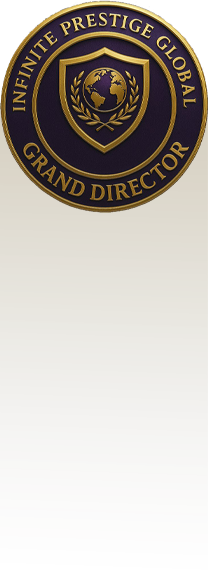 INFINITE PRESTIGE GLOBAL
GRAND DIRECTOR